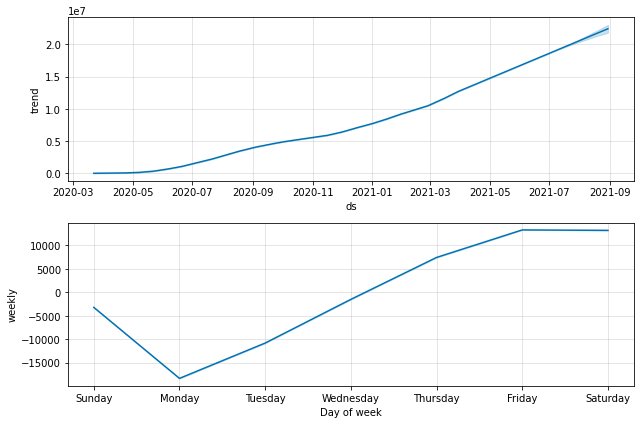 1e7
2.0
1.5
1.0
0.5
0.0
trend
2020-03 2020-05 2020-07 2020-09 2020-11 2021-01 2021-03 2021-05 2021-07 2021-09
ds
10000
5000
0
−5000
−10000
−15000
weekly
Sunday Monday Tuesday Wednesday Thursday Friday Saturday
Day of week